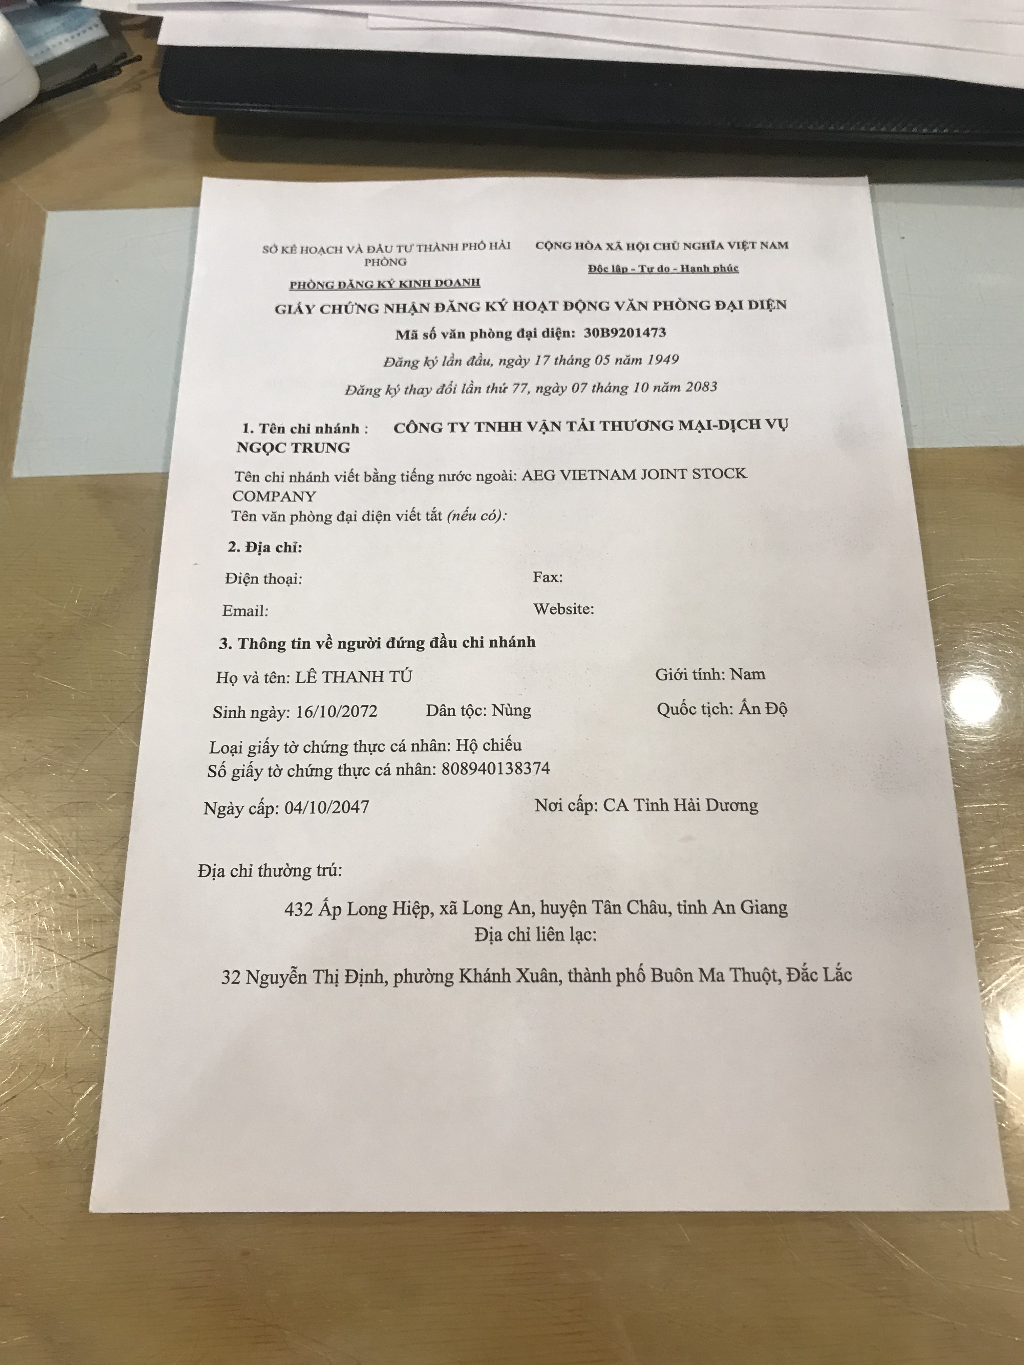 SỞ KẾ HOẠCH VÀ ĐẦU TƯ THÀNH PHỐ HẢI
PHÒNG
PHÒNG ĐĂNG KÝ KINH DOANH
CỘNG HÒA XÃ HỘI CHỦ NGHĨA VIỆT NAM
Độc lập - Tự do - Hạnh phúc
GIẤY CHỨNG NHẬN ĐĂNG KÝ HOẠT ĐỘNG VĂN PHÒNG ĐẠI DIỆN
Mã số văn phòng đại diện: 30B9201473
Đăng ký lần đầu, ngày 17 tháng 05 năm 1949
Đăng ký thay đổi lần thứ 77, ngày 07 tháng 10 năm 2083
1. Tên chi nhánh : CÔNG TY TNHH VẬN TẢI THƯƠNG MẠI-DỊCH VỤ
NGỌC TRUNG
Tên chi nhánh viết bằng tiếng nước ngoài: AEG VIETNAM JOINT STOCK
COMPANY
Tên văn phòng đại diện viết tắt (nếu có):
2. Địa chỉ:
Điện thoại: Fax:
Email: Website:
3. Thông tin về người đứng đầu chi nhánh
Họ và tên: LÊ THANH TÚ Giới tính: Nam
Sinh ngày: 16/10/2072 Dân tộc: Nùng Quốc tịch: Ấn Độ
Loại giấy tờ chứng thực cá nhân: Hộ chiếu
Số giấy tờ chứng thực cá nhân: 808940138374
Ngày cấp: 04/10/2047 Nơi cấp: CA Tỉnh Hải Dương
Địa chỉ thường trú:
432 Ấp Long Hiệp, xã Long An, huyện Tân Châu, tỉnh An Giang
Địa chỉ liên lạc:
32 Nguyễn Thị Định, phường Khánh Xuân, thành phố Buôn Ma Thuột, Đắc Lắc